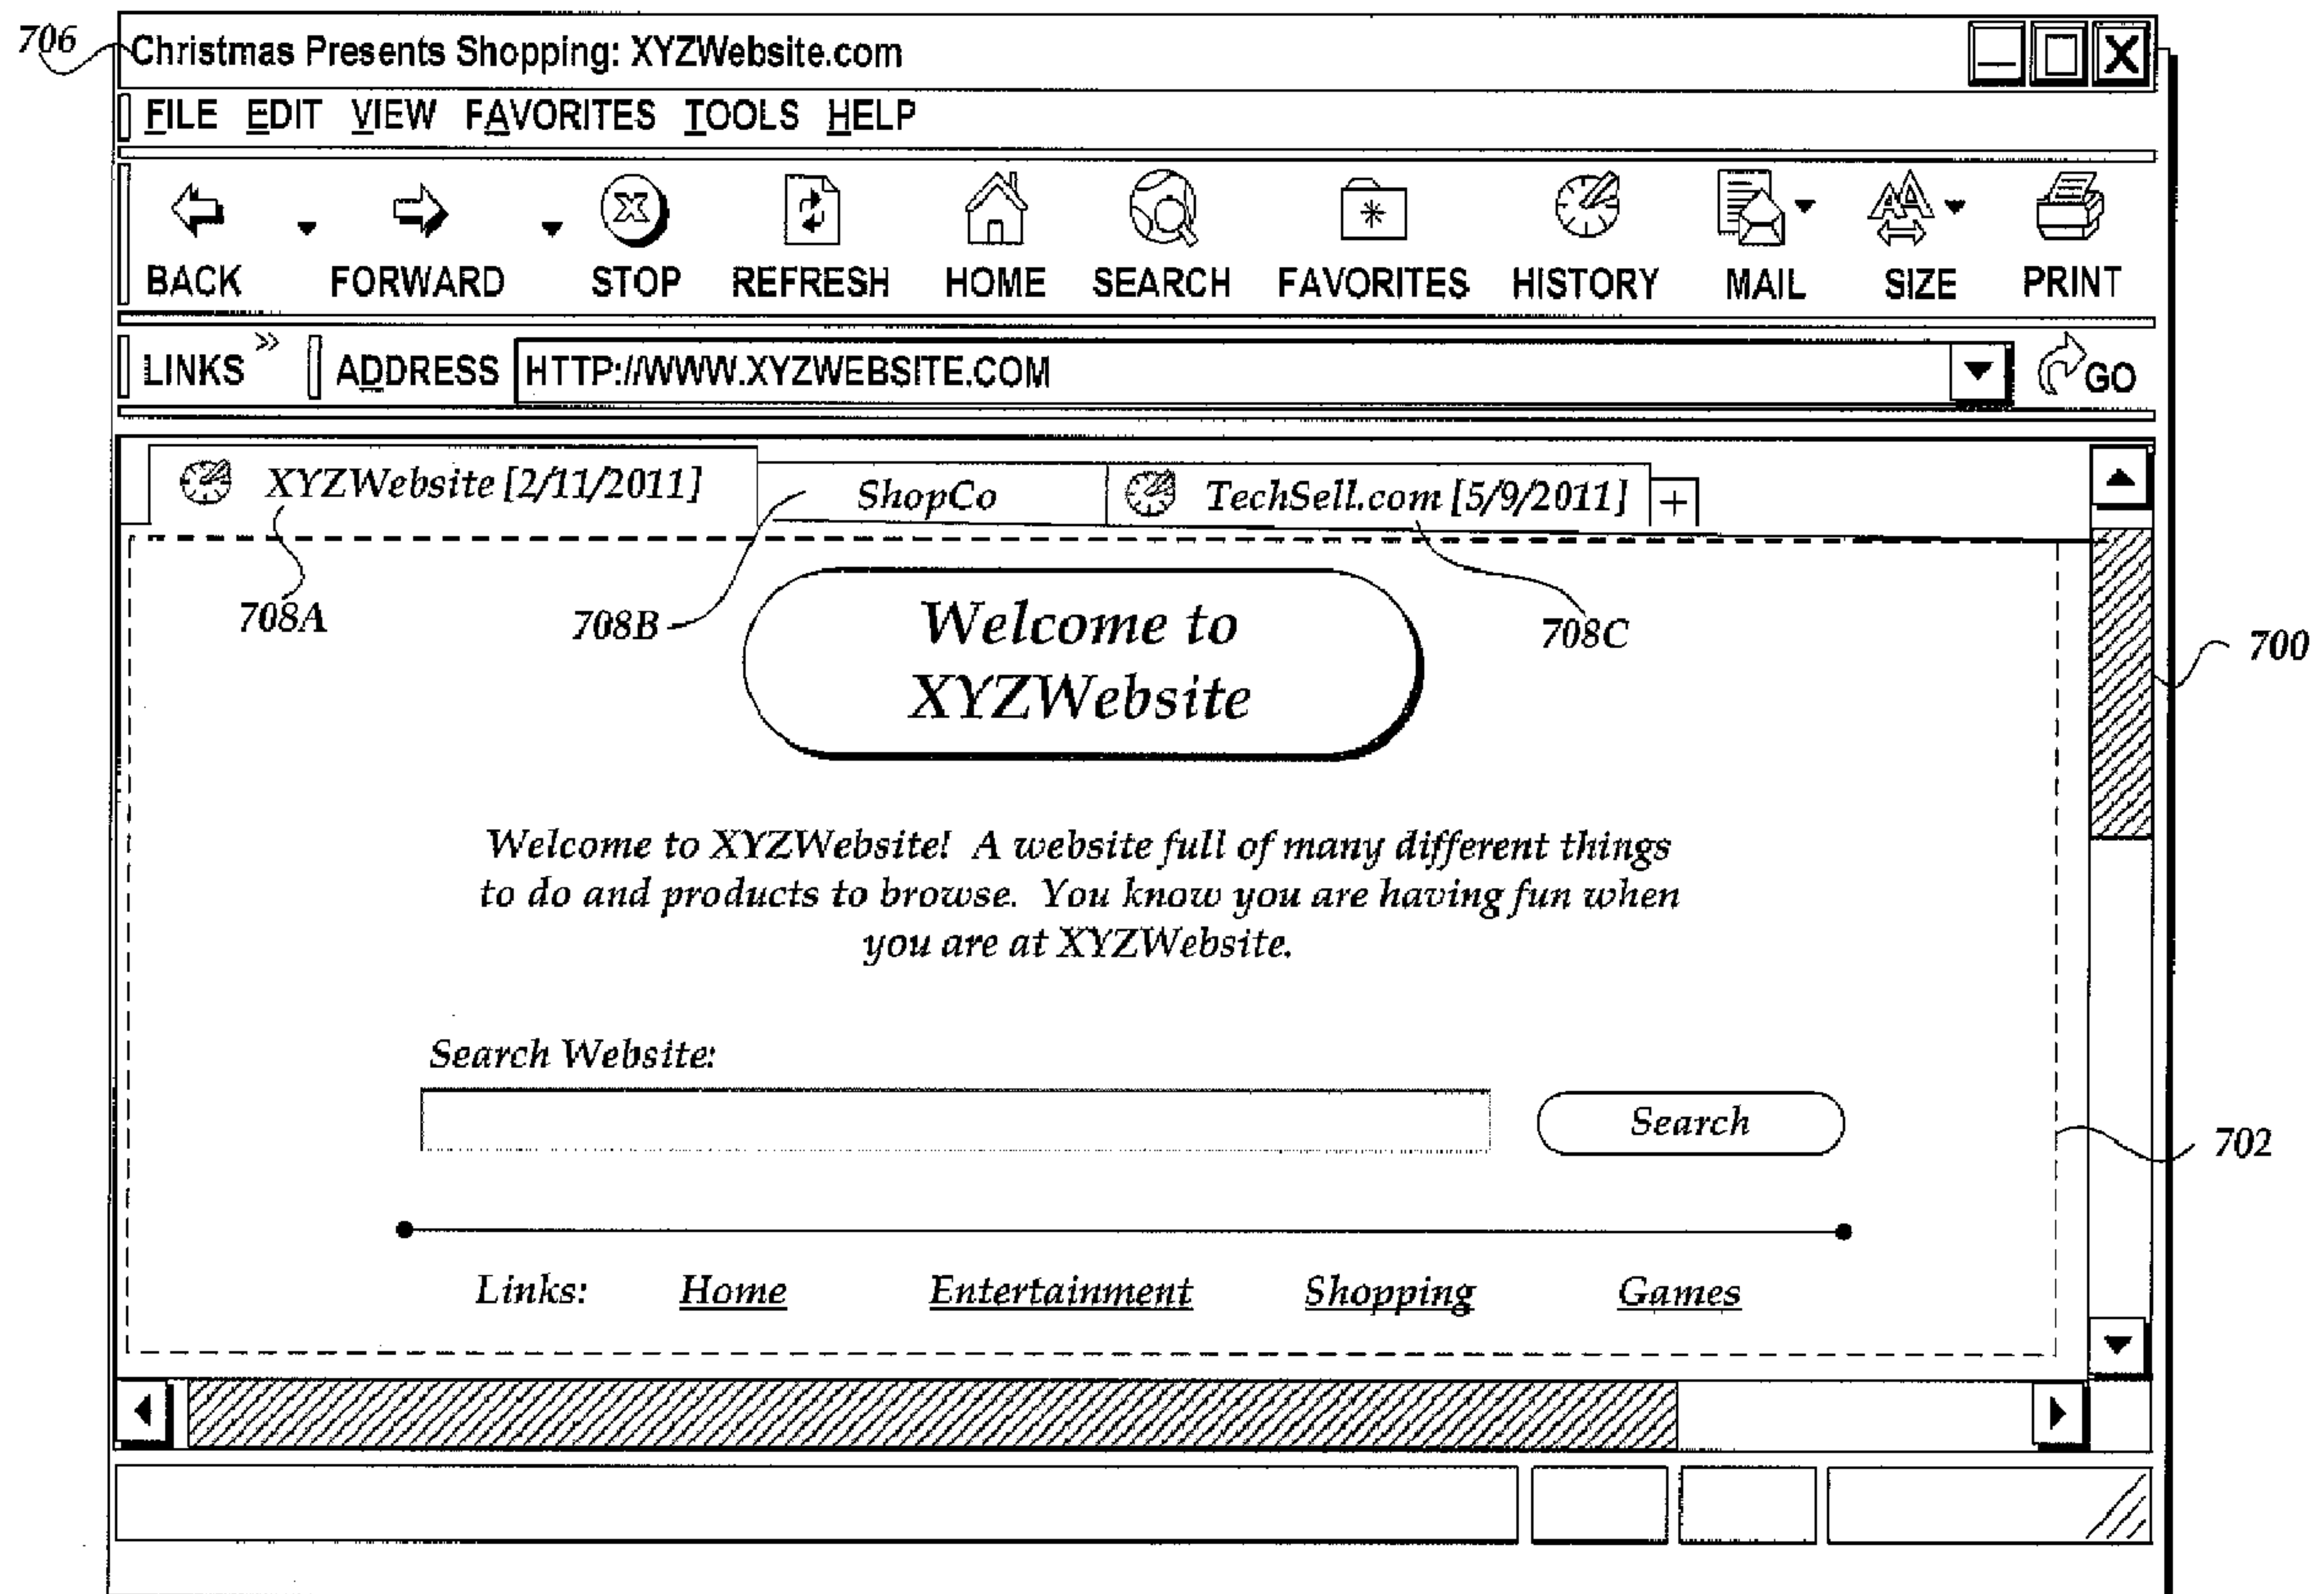 706
Christmas Presents Shopping: XYZWebsite.com
X
FILE EDIT VIEW FAVORITES TOOLS HELP
BACK FORWARD STOP REFRESH HOME SEARCH FAVORITES HISTORY MAIL SIZE PRINT
LINKS » ADDRESS HTTP://WWW.XYZWEBSITE.COM GO
XYZWebsite [2/11/2011] ShopCo TechSell.com [5/9/2011] +
708A 708B 708C
700
Welcome to
XYZWebsite
Welcome to XYZWebsite! A website full of many different things
to do and products to browse. You know you are having fun when
you are at XYZWebsite.
Search Website:
Search
702
Links: Home Entertainment Shopping Games